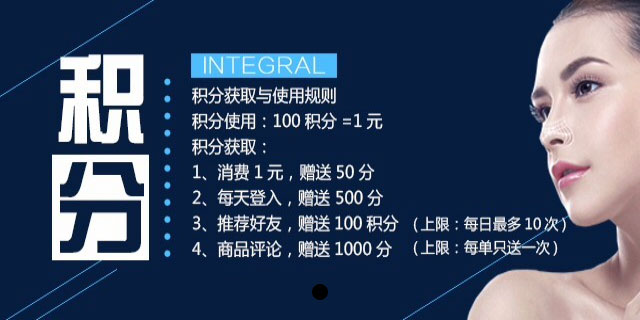 积分
INTEGRAL
积分获取与使用规则
积分使用：100 积分 =1 元
积分获取：
1、消费 1 元，赠送 50 分
2、每天登入，赠送 500 分
3、推荐好友，赠送 100 积分 （上限：每日最多 10 次）
4、商品评论，赠送 1000 分 （上限：每单只送一次）